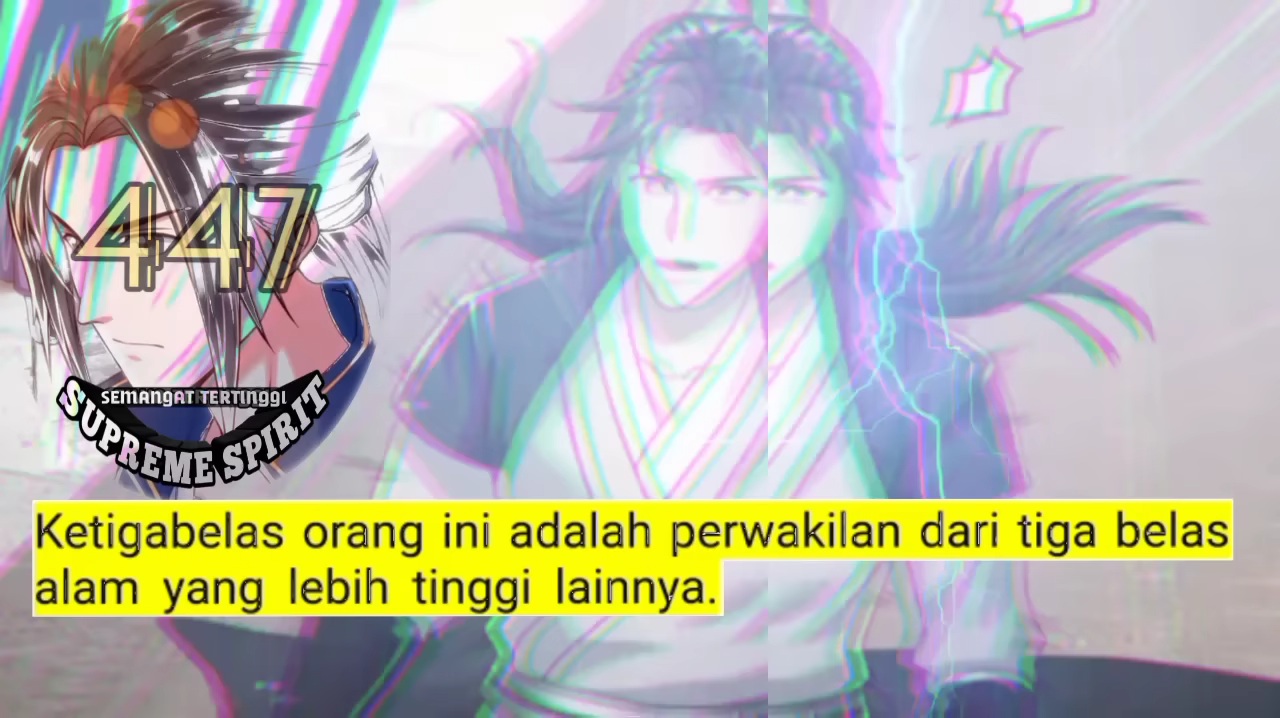 447
SEMANGAT TERTINGGI
SUPREME SPIRIT
Ketigabelas orang ini adalah perwakilan dari tiga belas
alam yang lebih tinggi lainnya.